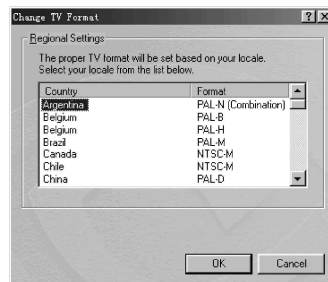 Change TV Format
Regional Settings
The proper TV format will be set based on your locale.
Select your locale from the list below.
Country Format
Argentina PAL-N (Combination)
Belgium PAL-B
Belgium PAL-H
Brazil PAL-M
Canada NTSC-M
Chile NTSC-M
China PAL-D
OK Cancel